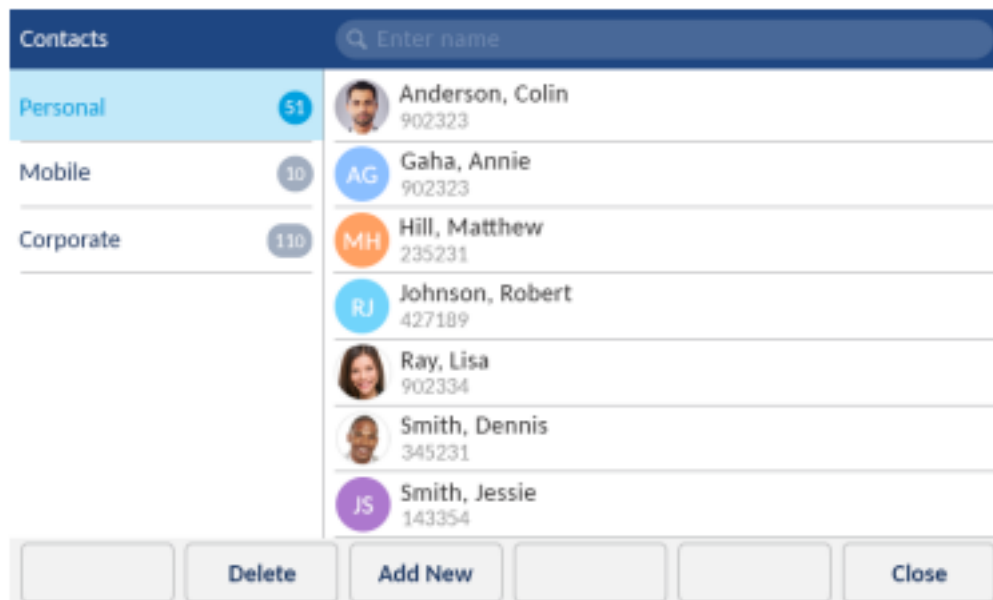 Contacts
Enter name
Personal 51
Mobile 10
Corporate 110
Anderson, Colin
902323
AG
Gaha, Annie
902323
MH
Hill, Matthew
235231
RJ
Johnson, Robert
427189
Ray, Lisa
902334
Smith, Dennis
345231
JS
Smith, Jessie
143354
Delete
Add New
Close